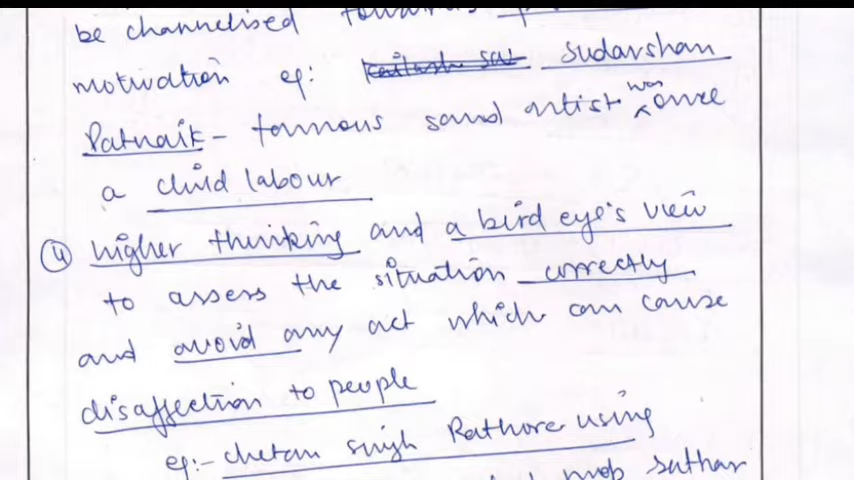 be channelised towards
motivation eg: Sudarshan
Patnaik - famous sand artist was once
a child labour
④ higher thinking and a bird eye's view
to assess the situation correctly
and avoid any act which can cause
disaffection to people
eg:- chetan singh Rathore using
mob